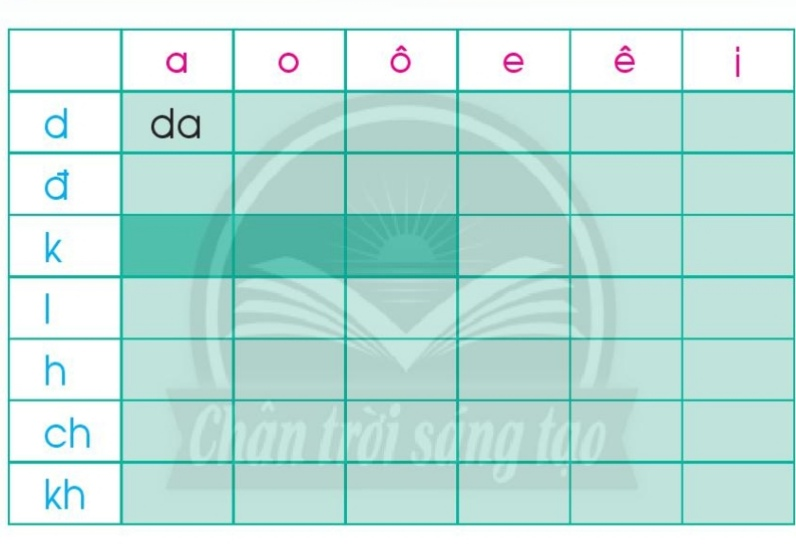 a o ô e ê i
d da
đ
k
l
h
ch
kh
Chân trời sáng tạo